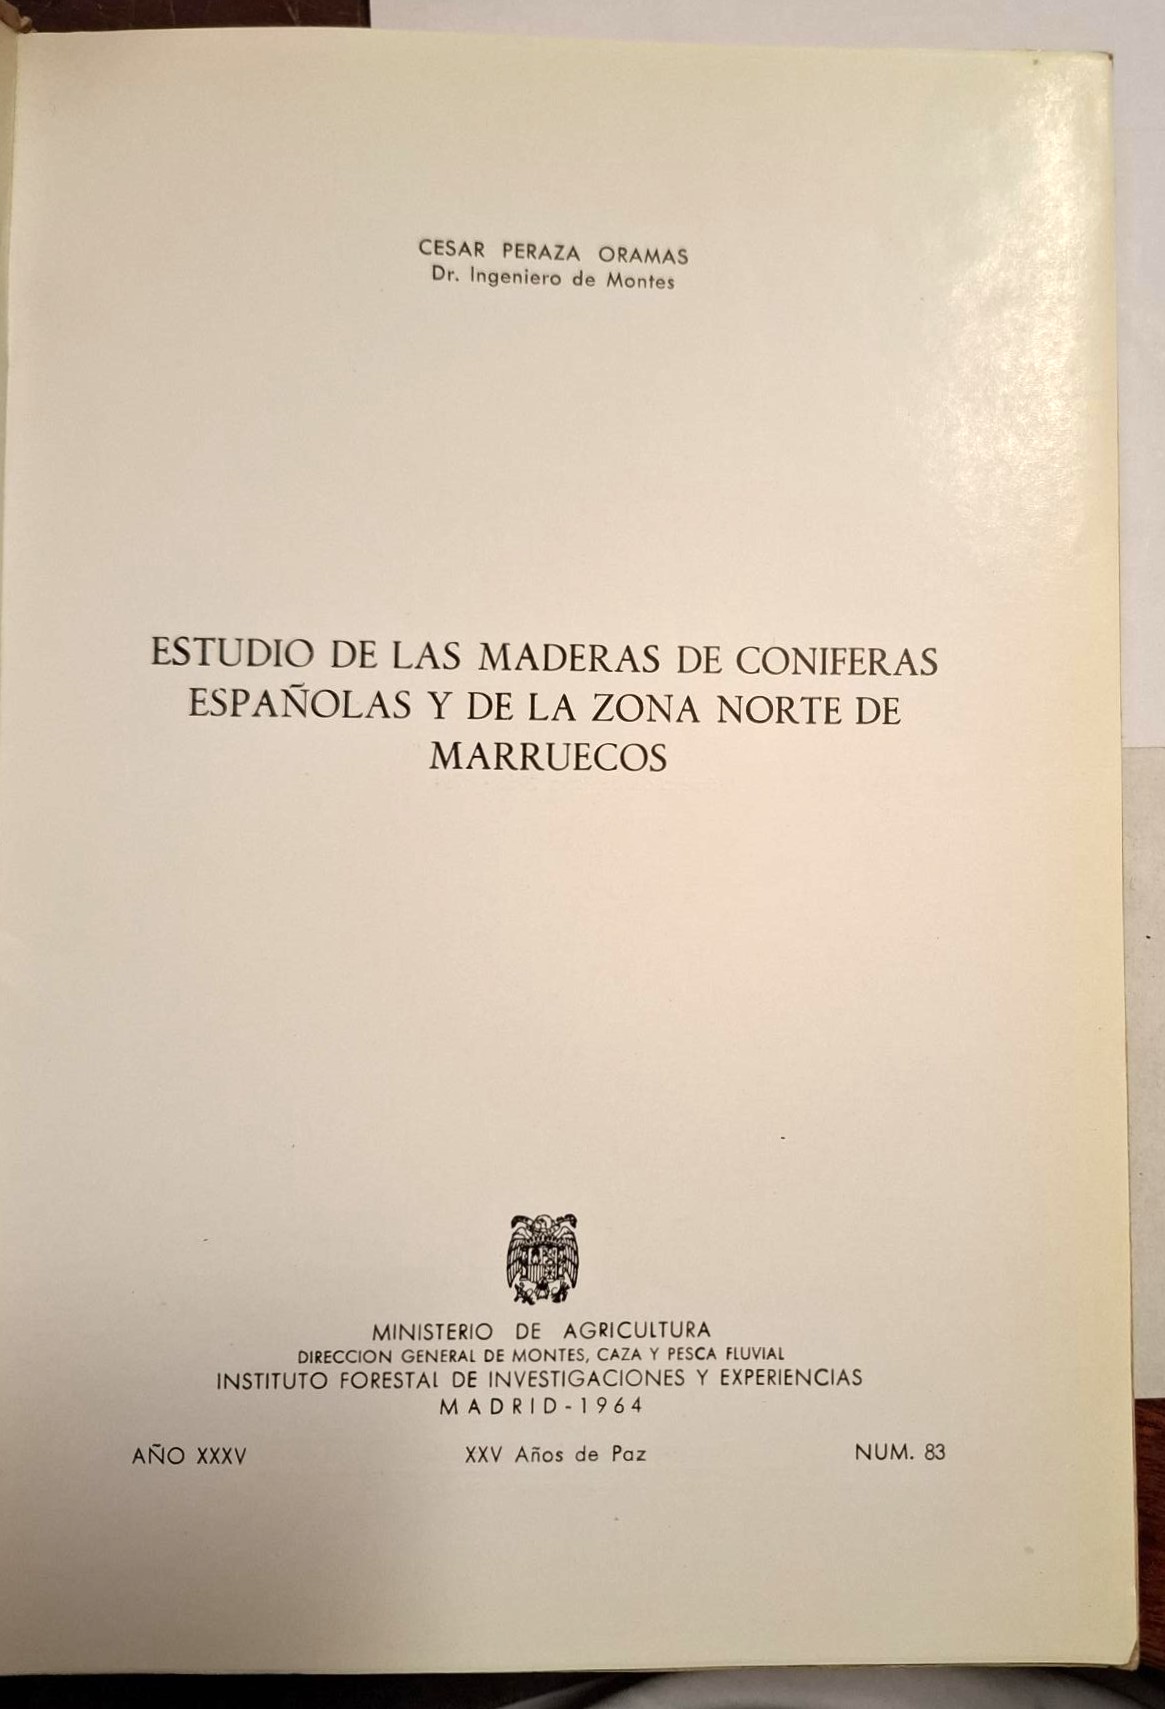 CESAR PERAZA ORAMAS
Dr. Ingeniero de Montes
ESTUDIO DE LAS MADERAS DE CONIFERAS
ESPAÑOLAS Y DE LA ZONA NORTE DE
MARRUECOS
MINISTERIO DE AGRICULTURA
DIRECCION GENERAL DE MONTES, CAZA Y PESCA FLUVIAL
INSTITUTO FORESTAL DE INVESTIGACIONES Y EXPERIENCIAS
MADRID-1964
AÑO XXXV XXV Años de Paz NUM. 83